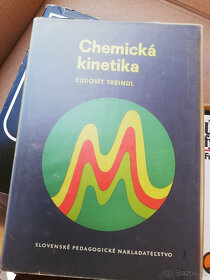 Chemická
kinetika
ĽUDOVÍT TREINDL
SLOVENSKÉ PEDAGOGICKÉ NAKLADATEĽSTVO